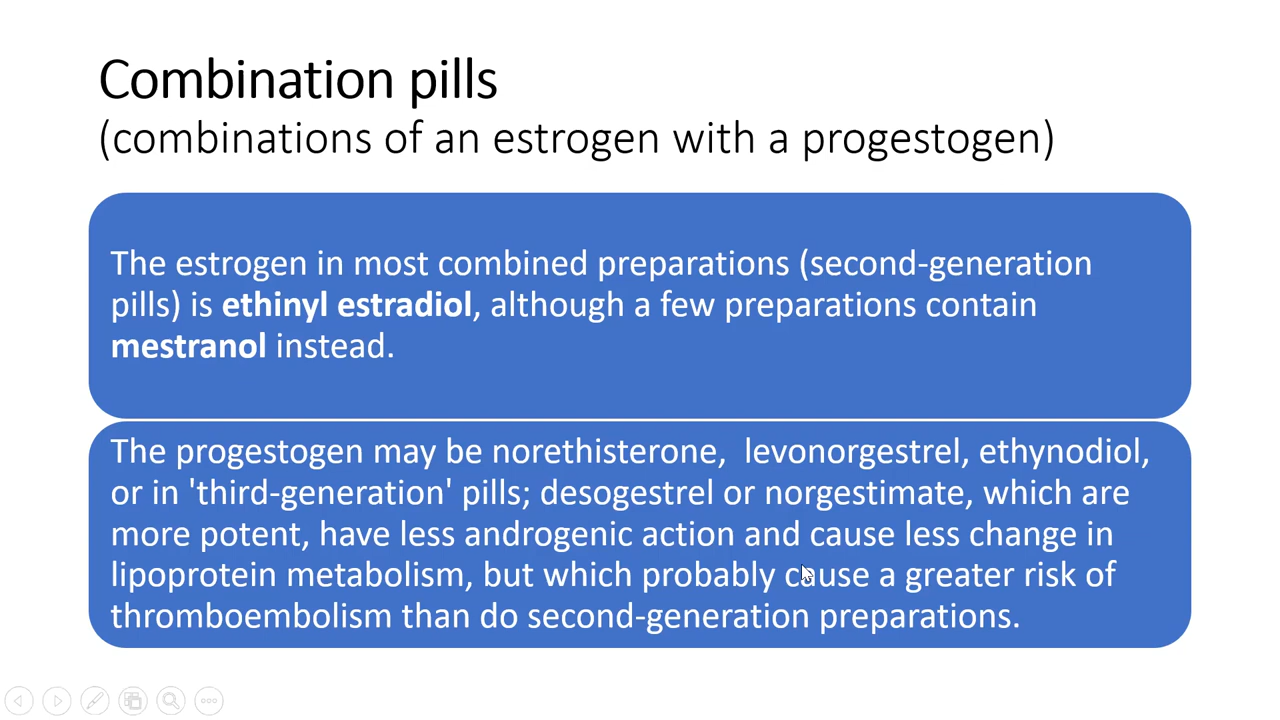 Combination pills
(combinations of an estrogen with a progestogen)
The estrogen in most combined preparations (second-generation
pills) is ethinyl estradiol, although a few preparations contain
mestranol instead.
The progestogen may be norethisterone,  levonorgestrel, ethynodiol,
or in 'third-generation' pills; desogestrel or norgestimate, which are
more potent, have less androgenic action and cause less change in
lipoprotein metabolism, but which probably cause a greater risk of
thromboembolism than do second-generation preparations.